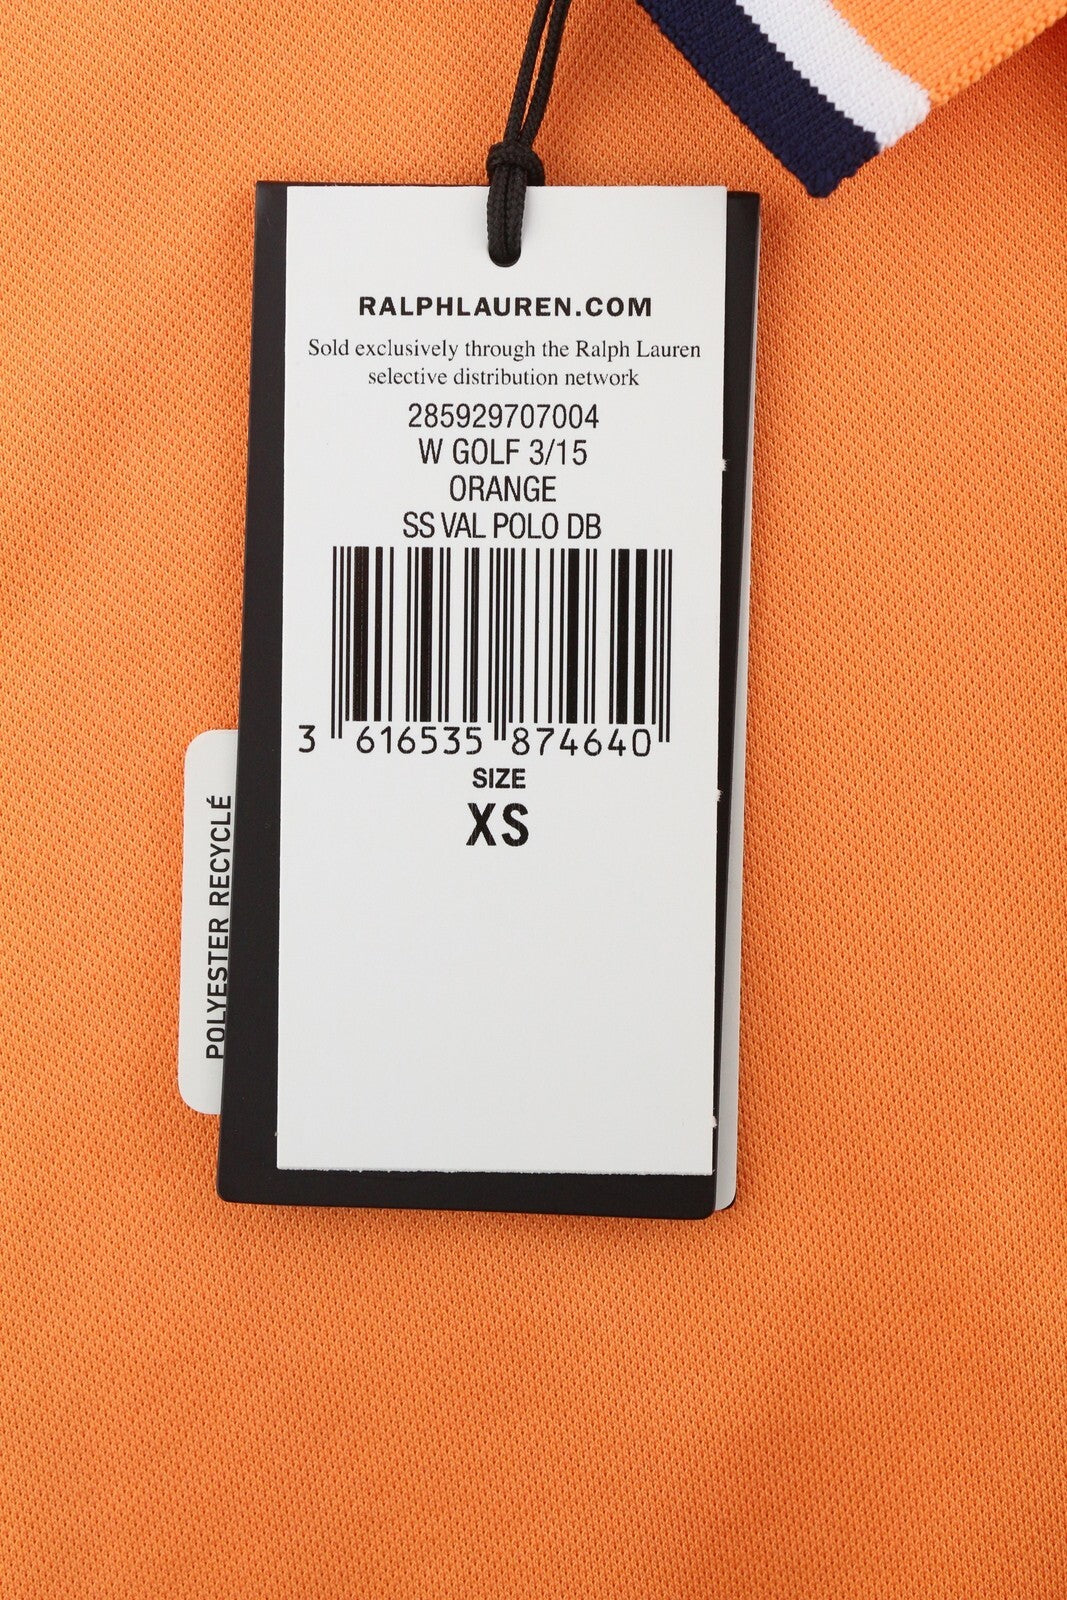 RALPHLAUREN.COM
Sold exclusively through the Ralph Lauren
selective distribution network
285929707004
W GOLF 3/15
ORANGE
SS VAL POLO DB
3 616535 874640
SIZE
XS
POLYESTER RECYCLÉ